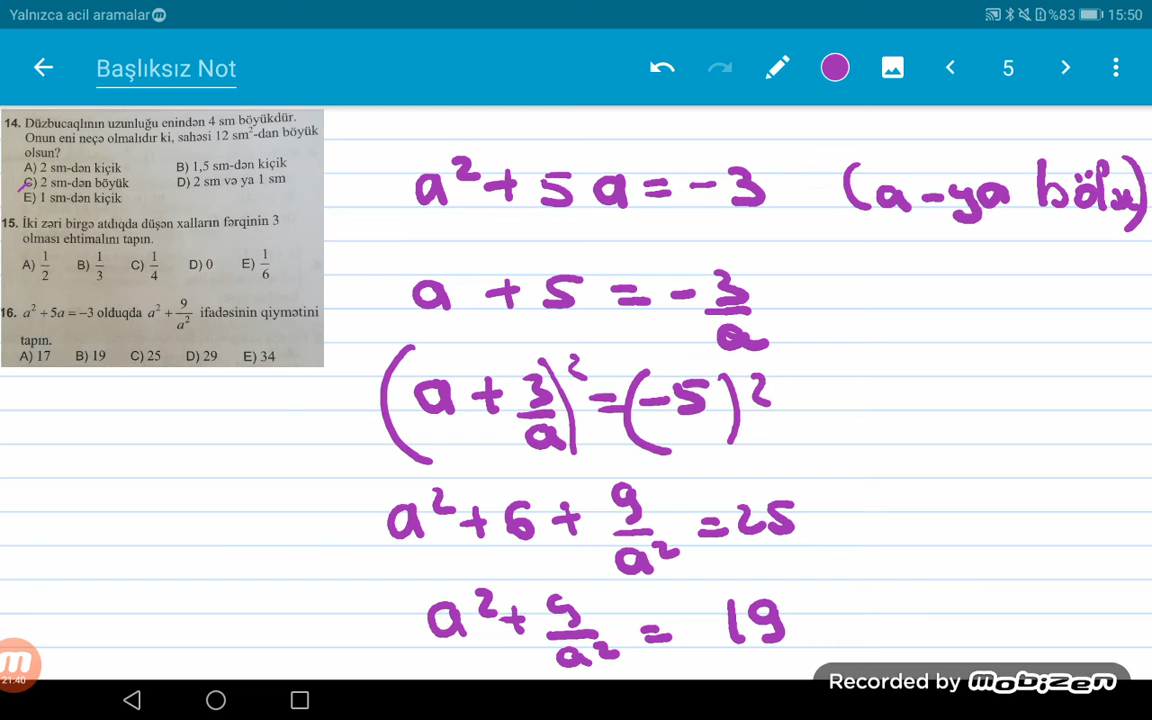 Yalnızca acil aramalar
%83 15:50
Başlıksız Not
5
14. Düzbucaqlının uzunluğu enindən 4 sm böyükdür.
Onun eni neçə olmalıdır ki, sahəsi 12 sm²-dan böyük
olsun?
A) 2 sm-dən kiçik B) 1,5 sm-dən kiçik
C) 2 sm-dən böyük D) 2 sm və ya 1 sm
E) 1 sm-dən kiçik
15. İki zəri birgə atdıqda düşən xalların fərqinin 3
olması ehtimalını tapın.
A) 1/2 B) 1/3 C) 1/4 D) 0 E) 1/6
16. a² + 5a = −3 olduqda a² + 9/a² ifadəsinin qiymətini
tapın.
A) 17 B) 19 C) 25 D) 29 E) 34
a² + 5a = -3 (a-ya
a + 5 = -3/a
(a + 3/a)² = (-5)²
a² + 6 + 9/a² = 25
a² + 9/a² = 19
21:40
Recorded by mobizen